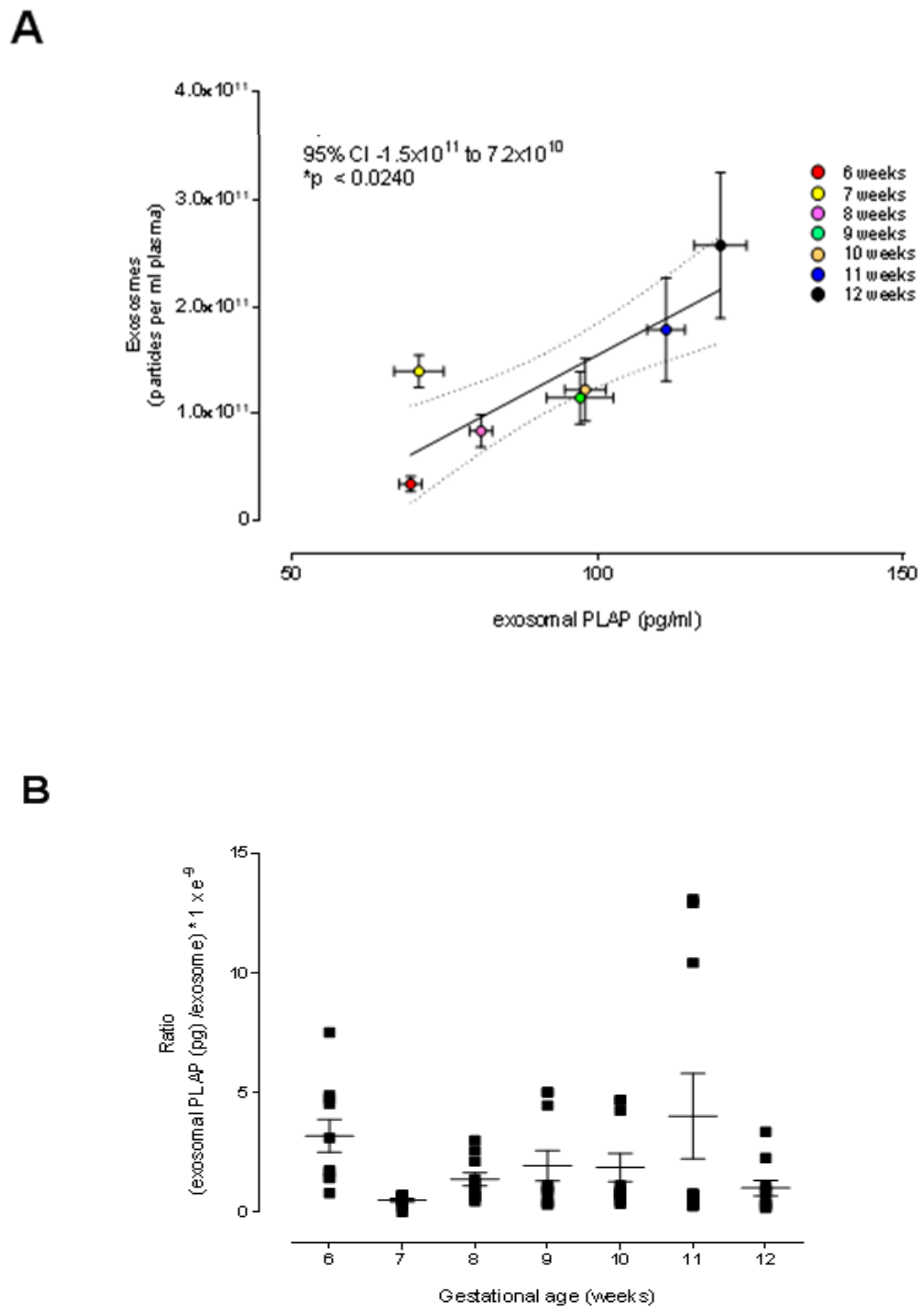 A
4.0x10¹¹
3.0x10¹¹
2.0x10¹¹
1.0x10¹¹
0
Exososmes
(particles per ml plasma)
95% CI -1.5x10¹¹ to 7.2x10¹⁰
*p < 0.0240
6 weeks
7 weeks
8 weeks
9 weeks
10 weeks
11 weeks
12 weeks
50 100 150
exosomal PLAP (pg/ml)
B
Ratio
(exosomal PLAP (pg) /exosome) * 1 x e⁻⁹
15
10
5
0
6 7 8 9 10 11 12
Gestational age (weeks)